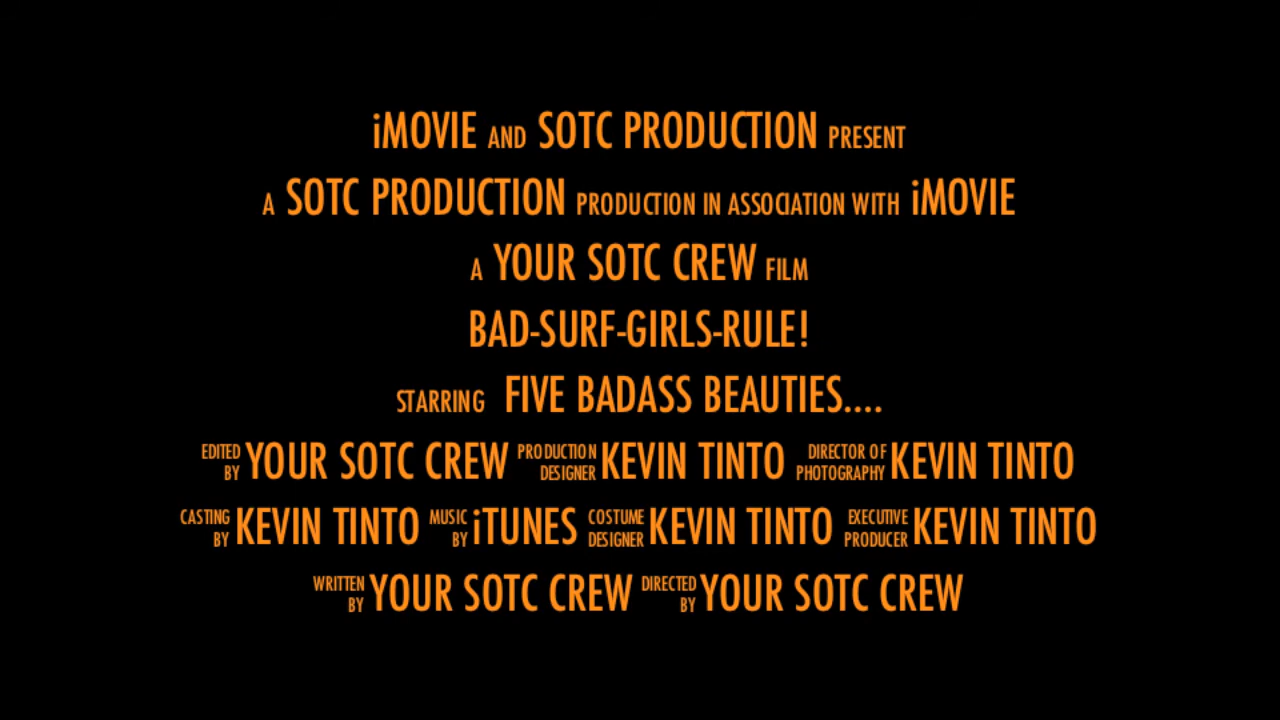 iMOVIE AND SOTC PRODUCTION PRESENT
A SOTC PRODUCTION PRODUCTION IN ASSOCIATION WITH iMOVIE
A YOUR SOTC CREW FILM
BAD-SURF-GIRLS-RULE!
STARRING FIVE BADASS BEAUTIES....
EDITED BY YOUR SOTC CREW PRODUCTION DESIGNER KEVIN TINTO DIRECTOR OF PHOTOGRAPHY KEVIN TINTO
CASTING BY KEVIN TINTO MUSIC BY iTUNES COSTUME DESIGNER KEVIN TINTO EXECUTIVE PRODUCER KEVIN TINTO
WRITTEN BY YOUR SOTC CREW DIRECTED BY YOUR SOTC CREW